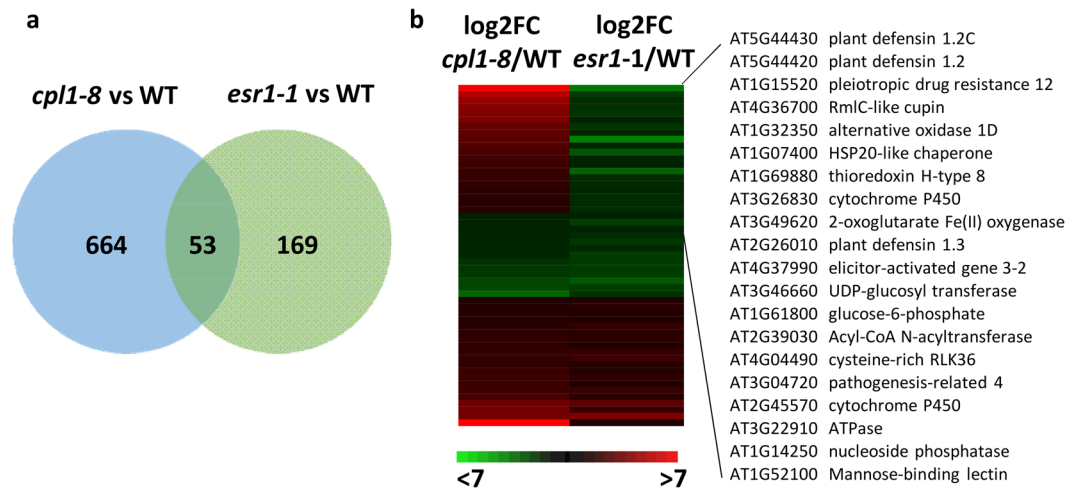 a
cpl1-8 vs WT
esr1-1 vs WT
664
53
169
b
log2FC
cpl1-8/WT
log2FC
esr1-1/WT
<7
>7
AT5G44430 plant defensin 1.2C
AT5G44420 plant defensin 1.2
AT1G15520 pleiotropic drug resistance 12
AT4G36700 RmlC-like cupin
AT1G32350 alternative oxidase 1D
AT1G07400 HSP20-like chaperone
AT1G69880 thioredoxin H-type 8
AT3G26830 cytochrome P450
AT3G49620 2-oxoglutarate Fe(II) oxygenase
AT2G26010 plant defensin 1.3
AT4G37990 elicitor-activated gene 3-2
AT3G46660 UDP-glucosyl transferase
AT1G61800 glucose-6-phosphate
AT2G39030 Acyl-CoA N-acyltransferase
AT4G04490 cysteine-rich RLK36
AT3G04720 pathogenesis-related 4
AT2G45570 cytochrome P450
AT3G22910 ATPase
AT1G14250 nucleoside phosphatase
AT1G52100 Mannose-binding lectin